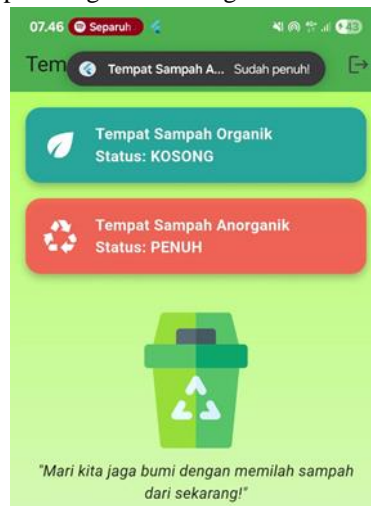 07.46 Separuh 43
Tem
Tempat Sampah A... Sudah penuh!
Tempat Sampah Organik
Status: KOSONG
Tempat Sampah Anorganik
Status: PENUH
"Mari kita jaga bumi dengan memilah sampah
dari sekarang!"